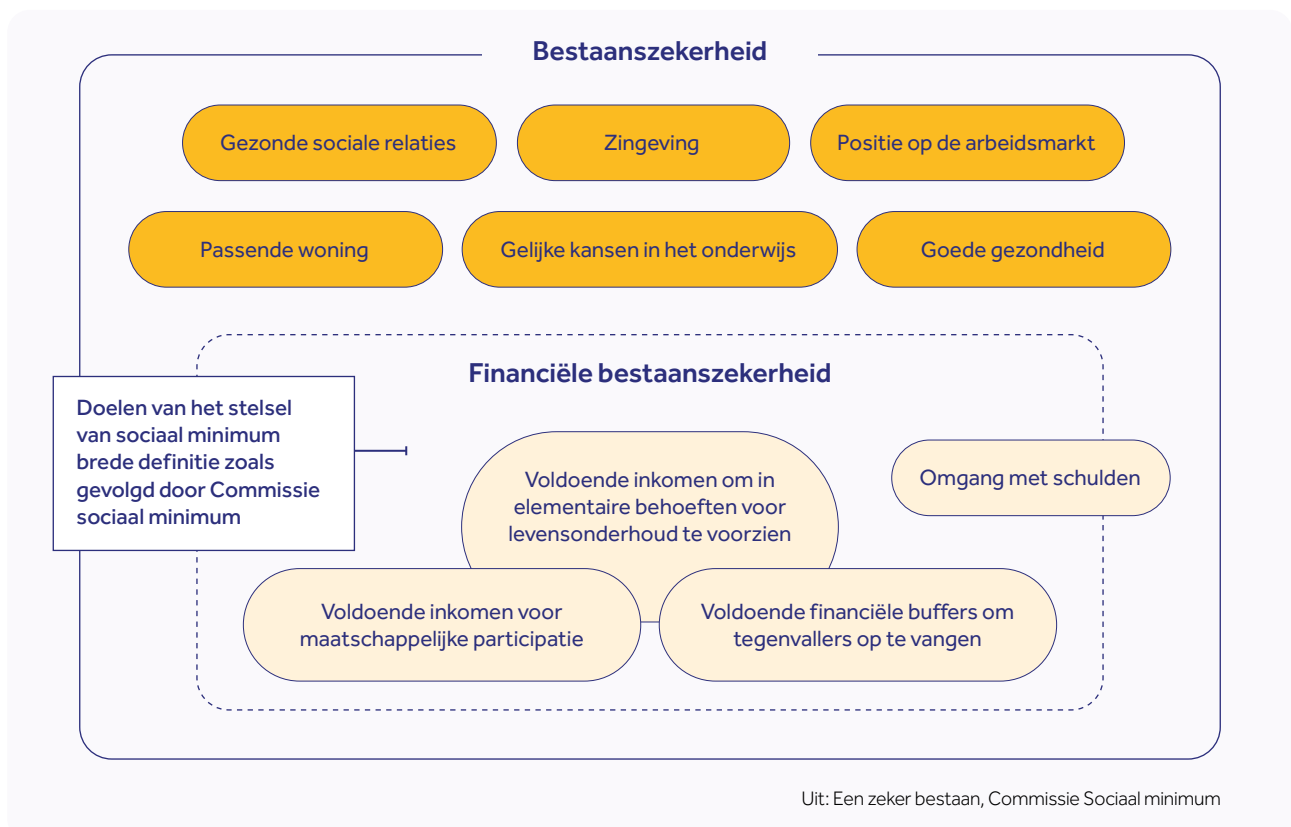 Bestaanszekerheid
Gezonde sociale relaties
Zingeving
Positie op de arbeidsmarkt
Passende woning
Gelijke kansen in het onderwijs
Goede gezondheid
Financiële bestaanszekerheid
Doelen van het stelsel
van sociaal minimum
brede definitie zoals
gevolgd door Commissie
sociaal minimum
Voldoende inkomen om in
elementaire behoeften voor
levensonderhoud te voorzien
Omgang met schulden
Voldoende inkomen voor
maatschappelijke participatie
Voldoende financiële buffers om
tegenvallers op te vangen
Uit: Een zeker bestaan, Commissie Sociaal minimum